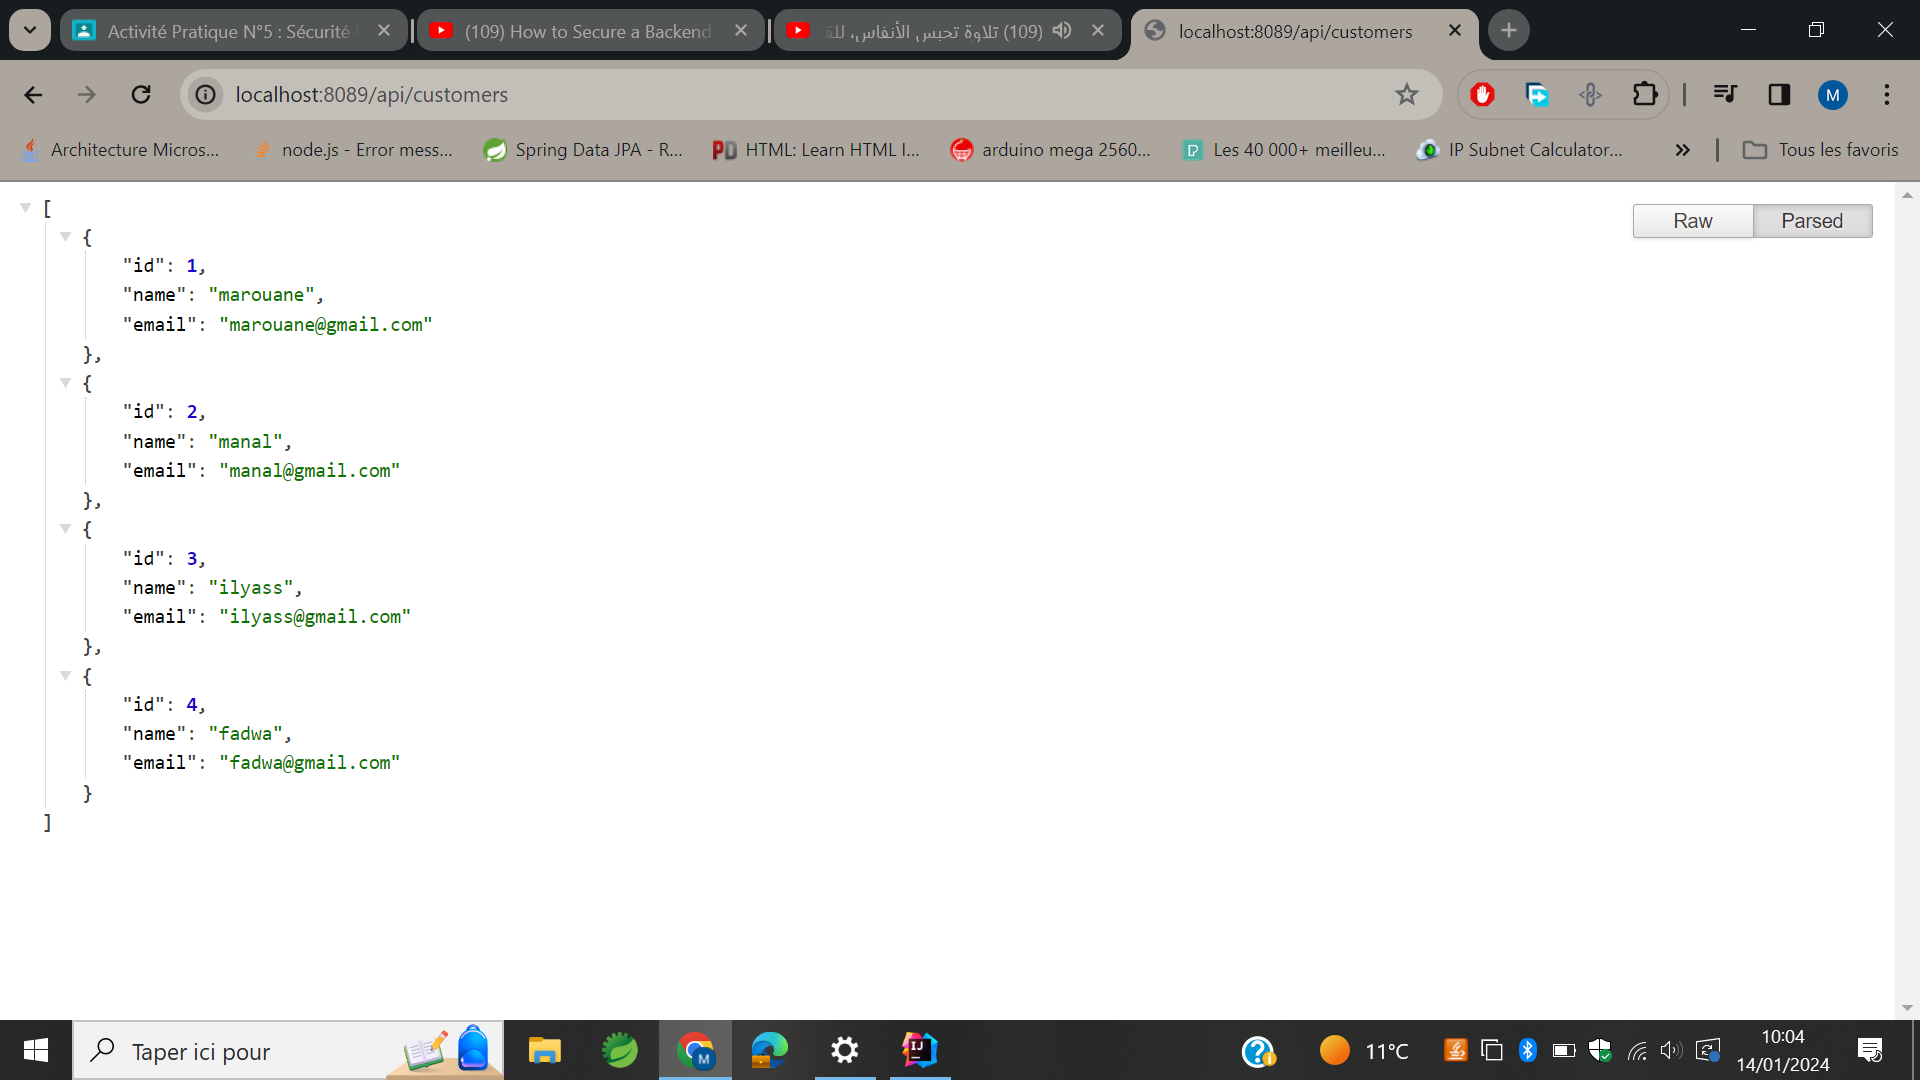 Activité Pratique N°5 : Sécurité
(109) How to Secure a Backend
(109) تلاوة تحبس الأنفاس، للة
localhost:8089/api/customers
localhost:8089/api/customers
M
Architecture Micros...
node.js - Error mess...
Spring Data JPA - R...
PD HTML: Learn HTML I...
arduino mega 2560...
Les 40 000+ meilleu...
IP Subnet Calculator...
Tous les favoris
Raw
Parsed
[
{
"id": 1,
"name": "marouane",
"email": "marouane@gmail.com"
},
{
"id": 2,
"name": "manal",
"email": "manal@gmail.com"
},
{
"id": 3,
"name": "ilyass",
"email": "ilyass@gmail.com"
},
{
"id": 4,
"name": "fadwa",
"email": "fadwa@gmail.com"
}
]
Taper ici pour
M
IJ
11°C
10:04
14/01/2024